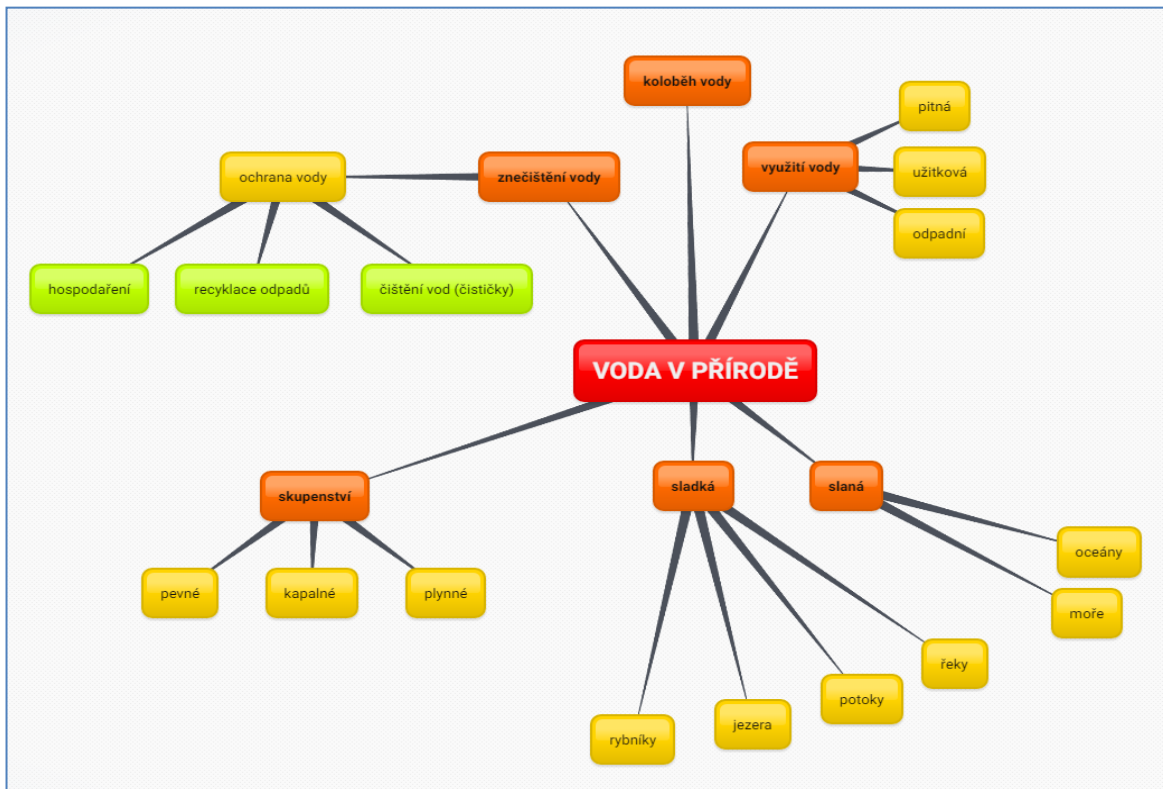 koloběh vody
pitná
využití vody
užitková
odpadní
znečištění vody
ochrana vody
hospodaření
recyklace odpadů
čištění vod (čističky)
VODA V PŘÍRODĚ
skupenství
pevné
kapalné
plynné
sladká
rybníky
jezera
potoky
řeky
slaná
oceány
moře